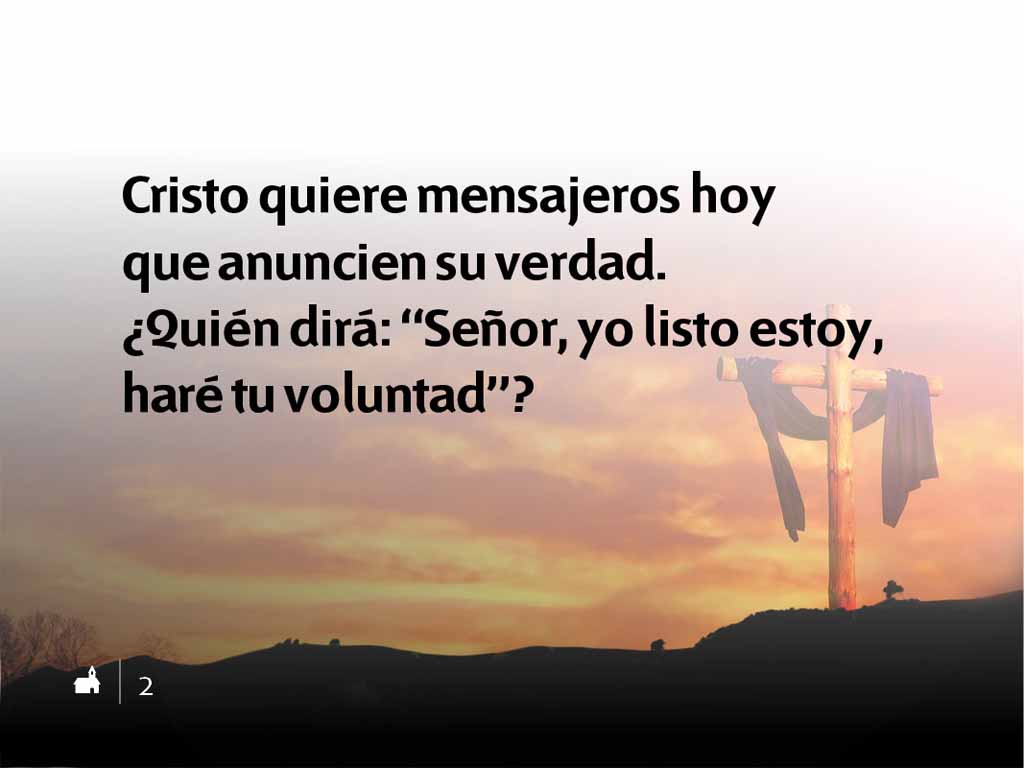 Cristo quiere mensajeros hoy
que anuncien su verdad.
¿Quién dirá: “Señor, yo listo estoy,
haré tu voluntad”?
2